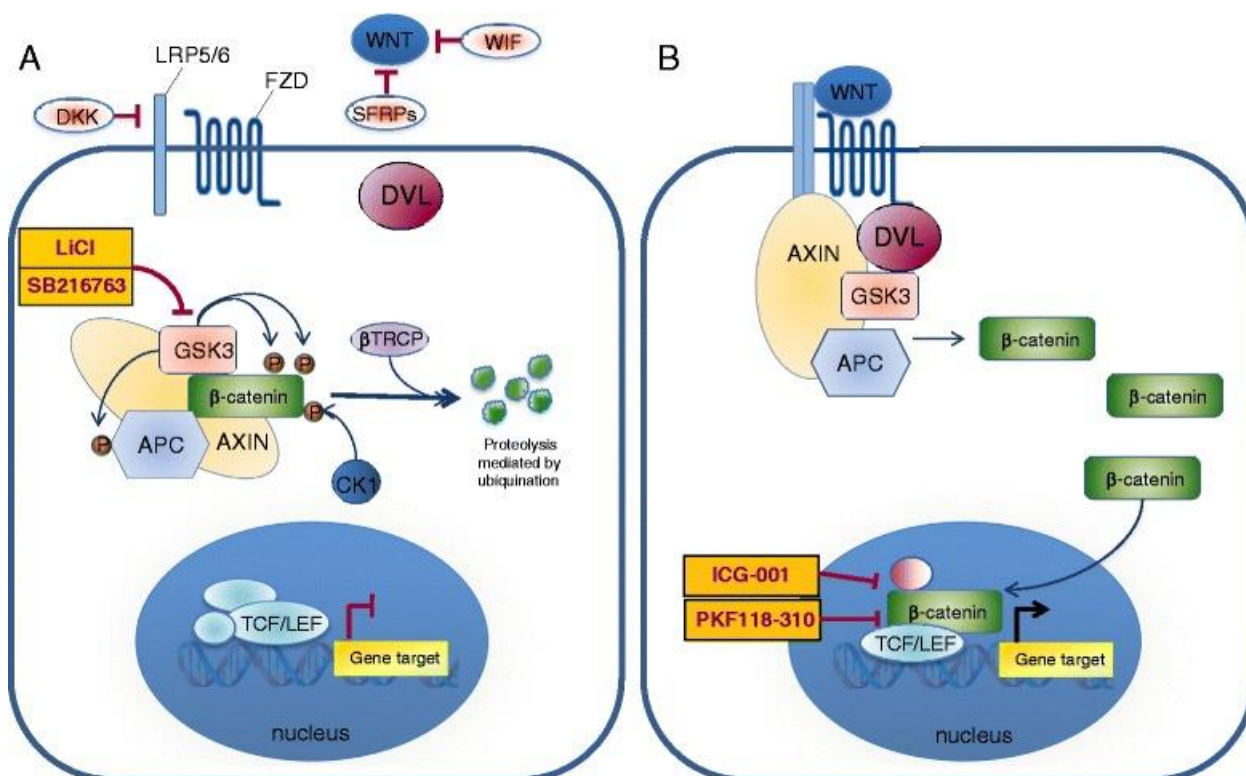 A
LRP5/6
FZD
WNT
WIF
DKK
SFRPs
DVL
LiCl
SB216763
GSK3
P
P
βTRCP
β-catenin
P
P
APC
AXIN
CK1
Proteolysis
mediated by
ubiquination
TCF/LEF
Gene target
nucleus
B
WNT
AXIN
DVL
GSK3
APC
β-catenin
β-catenin
β-catenin
ICG-001
PKF118-310
β-catenin
TCF/LEF
Gene target
nucleus